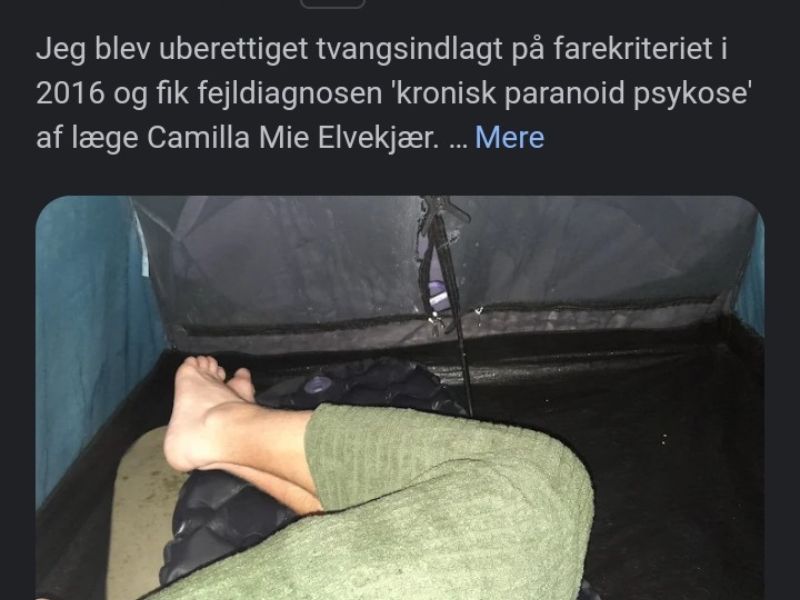 Jeg blev uberettiget tvangsindlagt på farekriteriet i
2016 og fik fejldiagnosen 'kronisk paranoid psykose'
af læge Camilla Mie Elvekjær. ... Mere